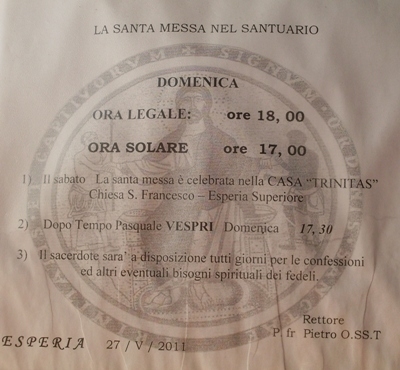 LA SANTA MESSA NEL SANTUARIO
DOMENICA
ORA LEGALE: ore 18, 00
ORA SOLARE ore 17, 00
1) Il sabato La santa messa è celebrata nella CASA “TRINITAS”
Chiesa S. Francesco – Esperia Superiore
2) Dopo Tempo Pasquale VESPRI Domenica 17, 30
3) Il sacerdote sara' a disposizione tutti giorni per le confessioni
ed altri eventuali bisogni spirituali dei fedeli.
Rettore
P. fr Pietro O.SS.T
ESPERIA 27 / V / 2011
SIGNVM ORDINIS
CAPTIVORVM